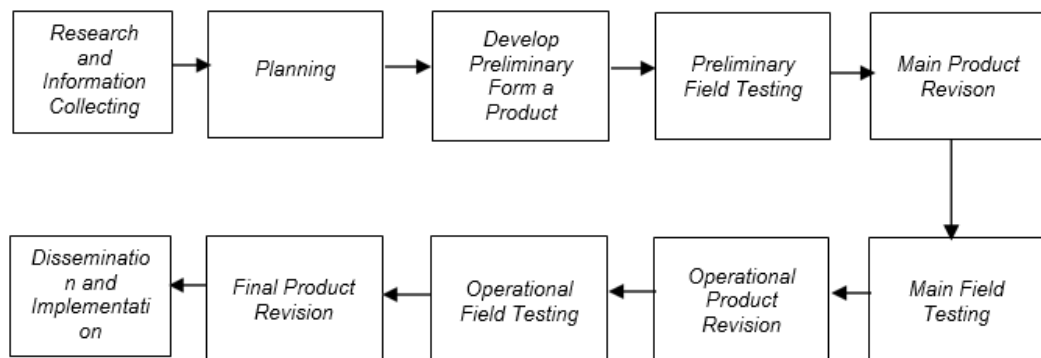 Research
and
Information
Collecting
Planning
Develop
Preliminary
Form a
Product
Preliminary
Field Testing
Main Product
Revison
Main Field
Testing
Operational
Product
Revision
Operational
Field Testing
Final Product
Revision
Disseminatio
n and
Implementati
on